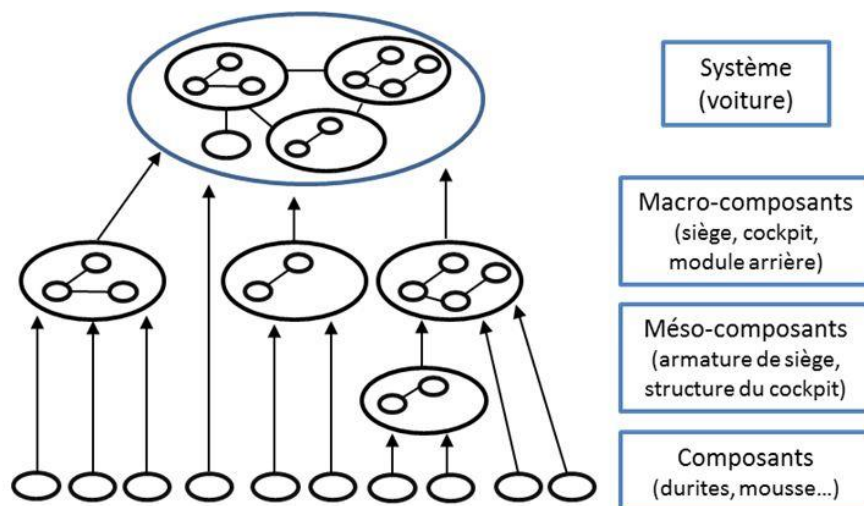 Système
(voiture)
Macro-composants
(siège, cockpit,
module arrière)
Méso-composants
(armature de siège,
structure du cockpit)
Composants
(durites, mousse…)